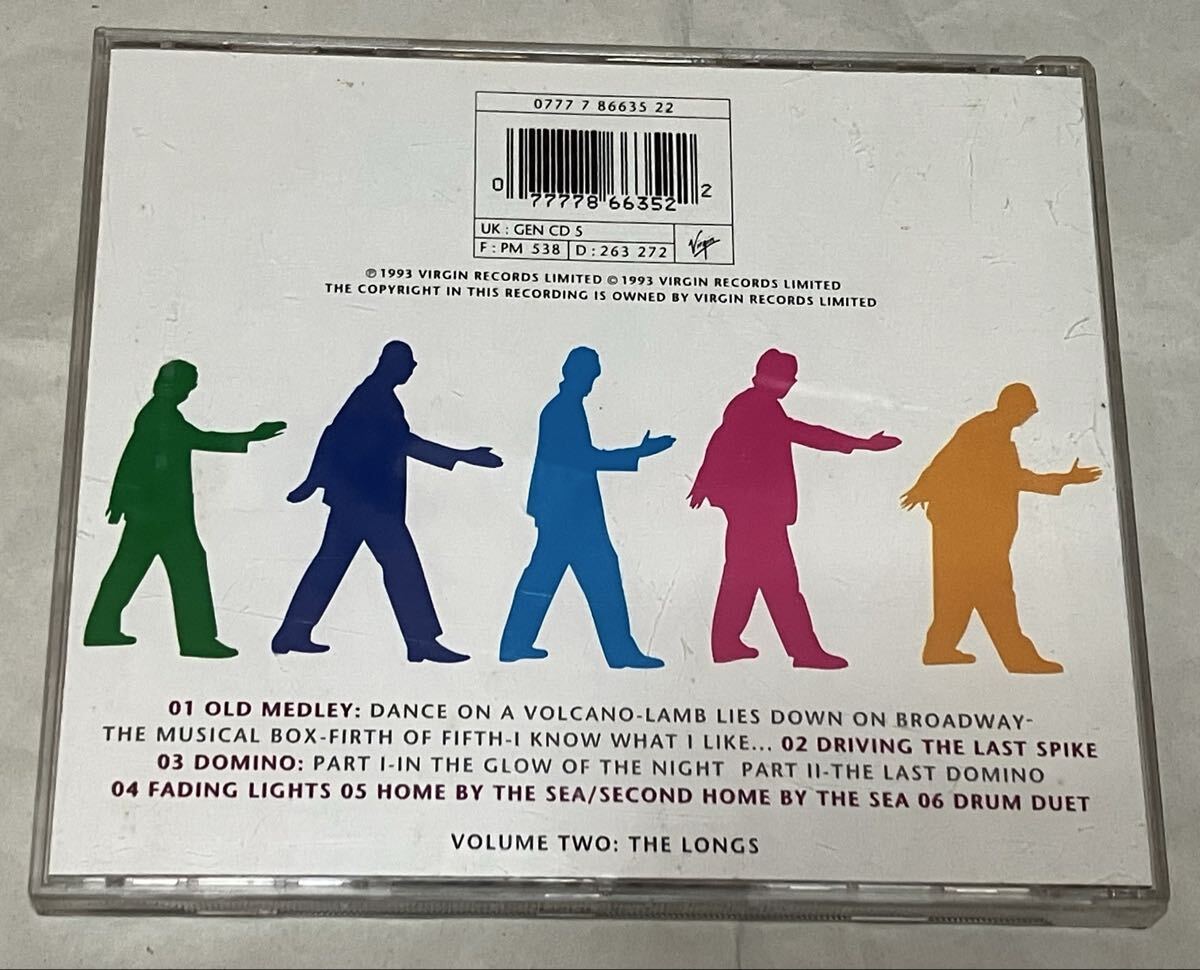 0777 7 86635 22
0 77778 66352 2
UK : GEN CD 5
F : PM 538 D : 263 272 Virgin
℗ 1993 VIRGIN RECORDS LIMITED © 1993 VIRGIN RECORDS LIMITED
THE COPYRIGHT IN THIS RECORDING IS OWNED BY VIRGIN RECORDS LIMITED
01 OLD MEDLEY: DANCE ON A VOLCANO-LAMB LIES DOWN ON BROADWAY-
THE MUSICAL BOX-FIRTH OF FIFTH-I KNOW WHAT I LIKE... 02 DRIVING THE LAST SPIKE
03 DOMINO: PART I-IN THE GLOW OF THE NIGHT PART II-THE LAST DOMINO
04 FADING LIGHTS 05 HOME BY THE SEA/SECOND HOME BY THE SEA 06 DRUM DUET
VOLUME TWO: THE LONGS